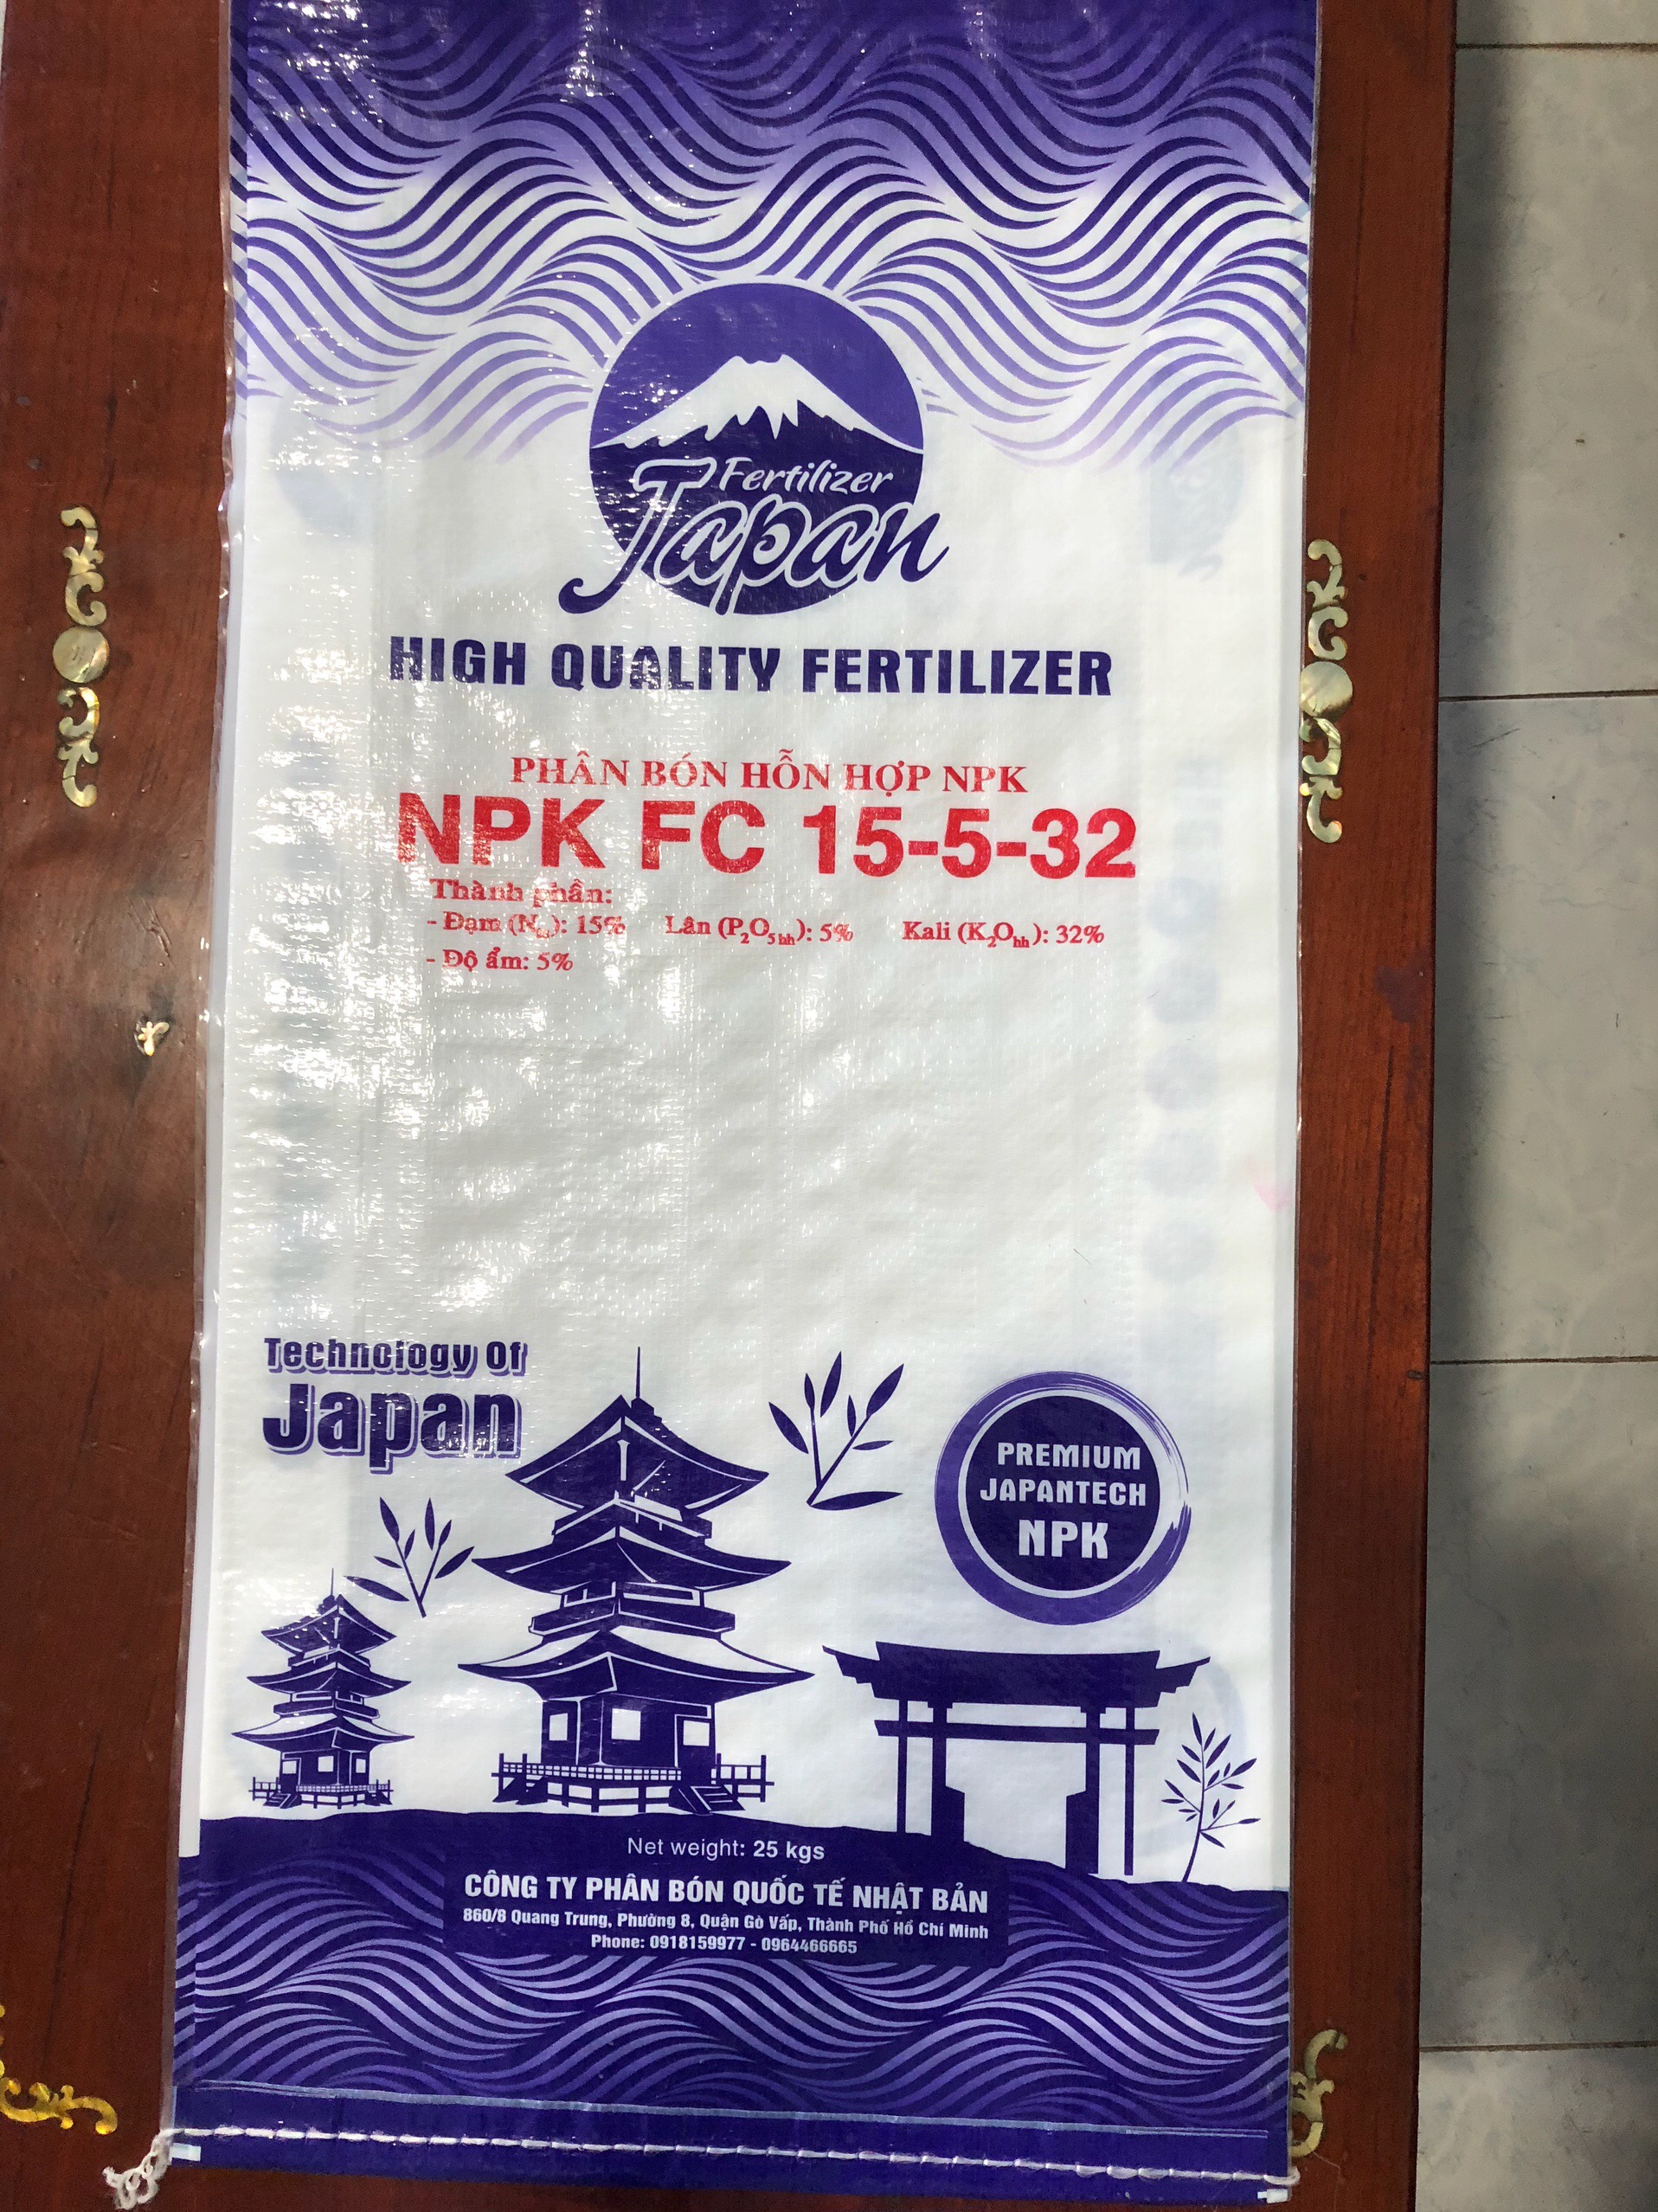 Fertilizer
Japan
HIGH QUALITY FERTILIZER
PHÂN BÓN HỖN HỢP NPK
NPK FC 15-5-32
Thành phần:
- Đạm (Nts): 15% Lân (P2O5hh): 5% Kali (K2Ohh): 32%
- Độ ẩm: 5%
Technology Of
Japan
PREMIUM
JAPANTECH
NPK
Net weight: 25 kgs
CÔNG TY PHÂN BÓN QUỐC TẾ NHẬT BẢN
860/8 Quang Trung, Phường 8, Quận Gò Vấp, Thành Phố Hồ Chí Minh
Phone: 0918159977 - 0964466665